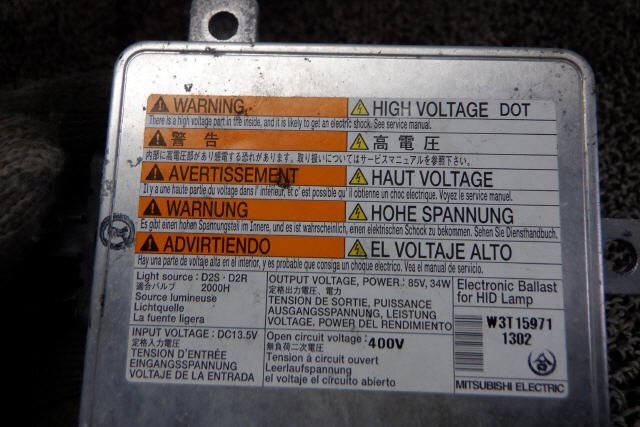 WARNING HIGH VOLTAGE DOT
There is a high voltage part in the inside, and it is likely to get an electric shock. See service manual.
警告 高電圧
内部に高電圧部があり感電する恐れがあります。取り扱いについてはサービスマニュアルを参照下さい。
AVERTISSEMENT HAUT VOLTAGE
Il y a une haute partie du voltage dans l' intérieur, et c' est possible qu' il obtienne un choc électrique. Voyez le service manuel.
WARNUNG HOHE SPANNUNG
Es gibt einen hohen Spannungsteil im Innere, und es ist wahrscheinlich, einen elektrischen Schock zu bekommen. Sehen Sie Diensthandbuch.
ADVIRTIENDO EL VOLTAJE ALTO
Hay una parte de voltaje alta en el interior, y es probable que consiga un choque eléctrico. Vea el manual de servicio.
Light source : D2S · D2R
適合バルブ 2000H
Source lumineuse
Lichtquelle
La fuente ligera
OUTPUT VOLTAGE, POWER : 85V, 34W
定格出力電圧、電力
TENSION DE SORTIE, PUISSANCE
AUSGANGSSPANNUNG, LEISTUNG
VOLTAGE, POWER DEL RENDIMIENTO
INPUT VOLTAGE : DC13.5V
定格入力電圧
TENSION D'ENTRÉE
EINGANGSSPANNUNG
VOLTAJE DE LA ENTRADA
Open circuit voltage : 400V
無負荷二次電圧
Tension à circuit ouvert
Leerlaufspannung
el voltaje el circuito abierto
Electronic Ballast
for HID Lamp
W3T15971
1302
合
MITSUBISHI ELECTRIC